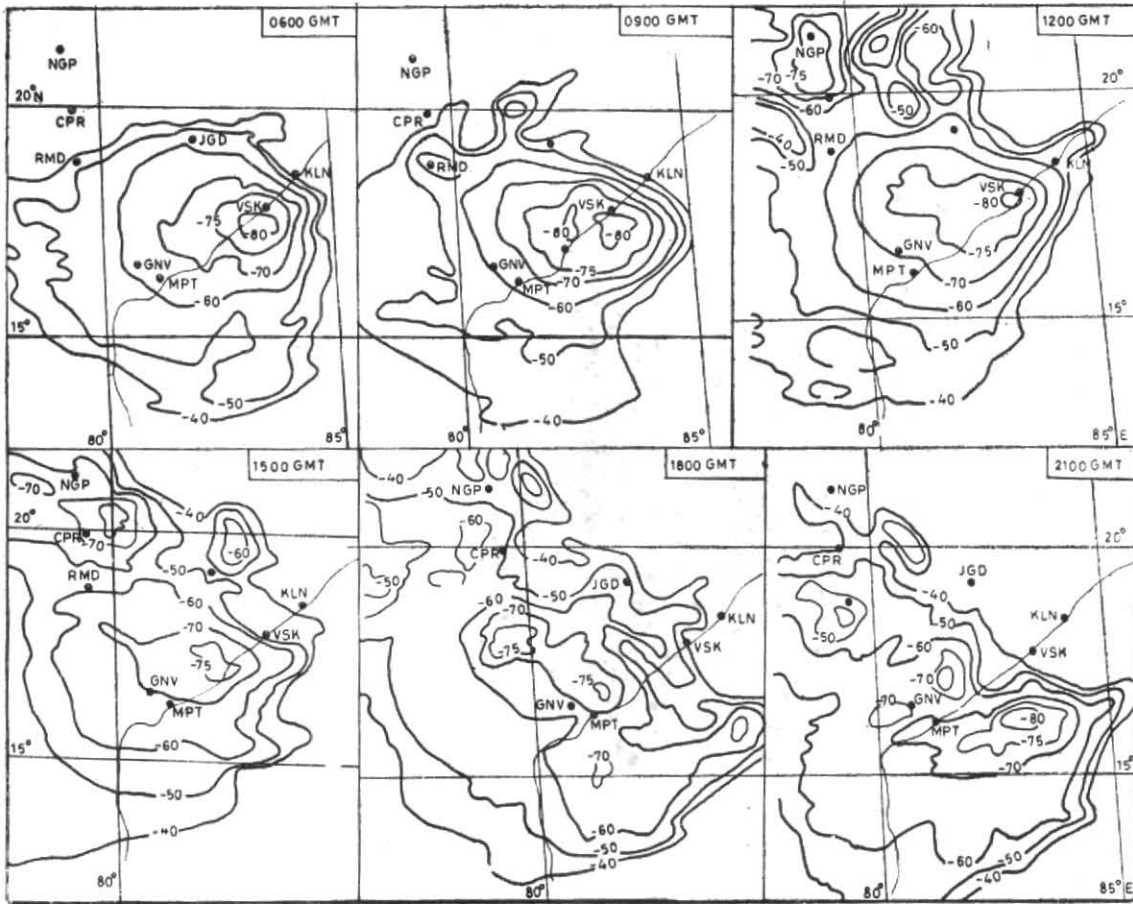 0600 GMT
NGP
20°N
CPR
JGD
RMD
KLN
VSK
-75
-80
GNV
-70
MPT
-60
15°
-50
-40
80°
85°
0900 GMT
NGP
CPR
RMD
KLN
VSK
-80
-80
GNV
-75
MPT
-70
-60
-50
-40
80°
85°
1200 GMT
-60
NGP
-70
-75
20°
-60
-50
-40
RMD
-50
KLN
VSK
-80
GNV
-75
MPT
-70
-60
15°
-50
-40
80°
85°E
1500 GMT
NGP
-70
-40
20°
CPR
-70
-60
RMD
-50
KLN
-60
-70
VSK
-75
GNV
MPT
-60
15°
-50
-40
80°
1800 GMT
-40
-50
NGP
-60
CPR
-40
-50
JGD
-50
-60
-70
KLN
VSK
-75
-75
GNV
MPT
-70
-60
-50
-40
80°
2100 GMT
NGP
-40
20°
CPR
JGD
-40
KLN
-50
-50
-60
VSK
-70
-70
GNV
MPT
-80
-75
-70
15°
-60
-50
-40
80°
85°E